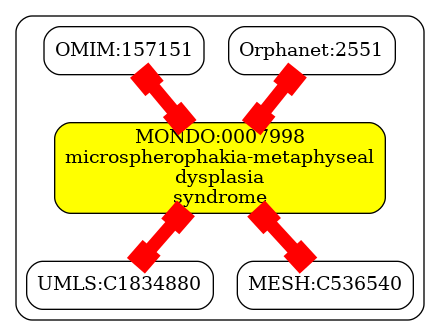 OMIM:157151
Orphanet:2551
MONDO:0007998
microspherophakia-metaphyseal
dysplasia
syndrome
UMLS:C1834880
MESH:C536540